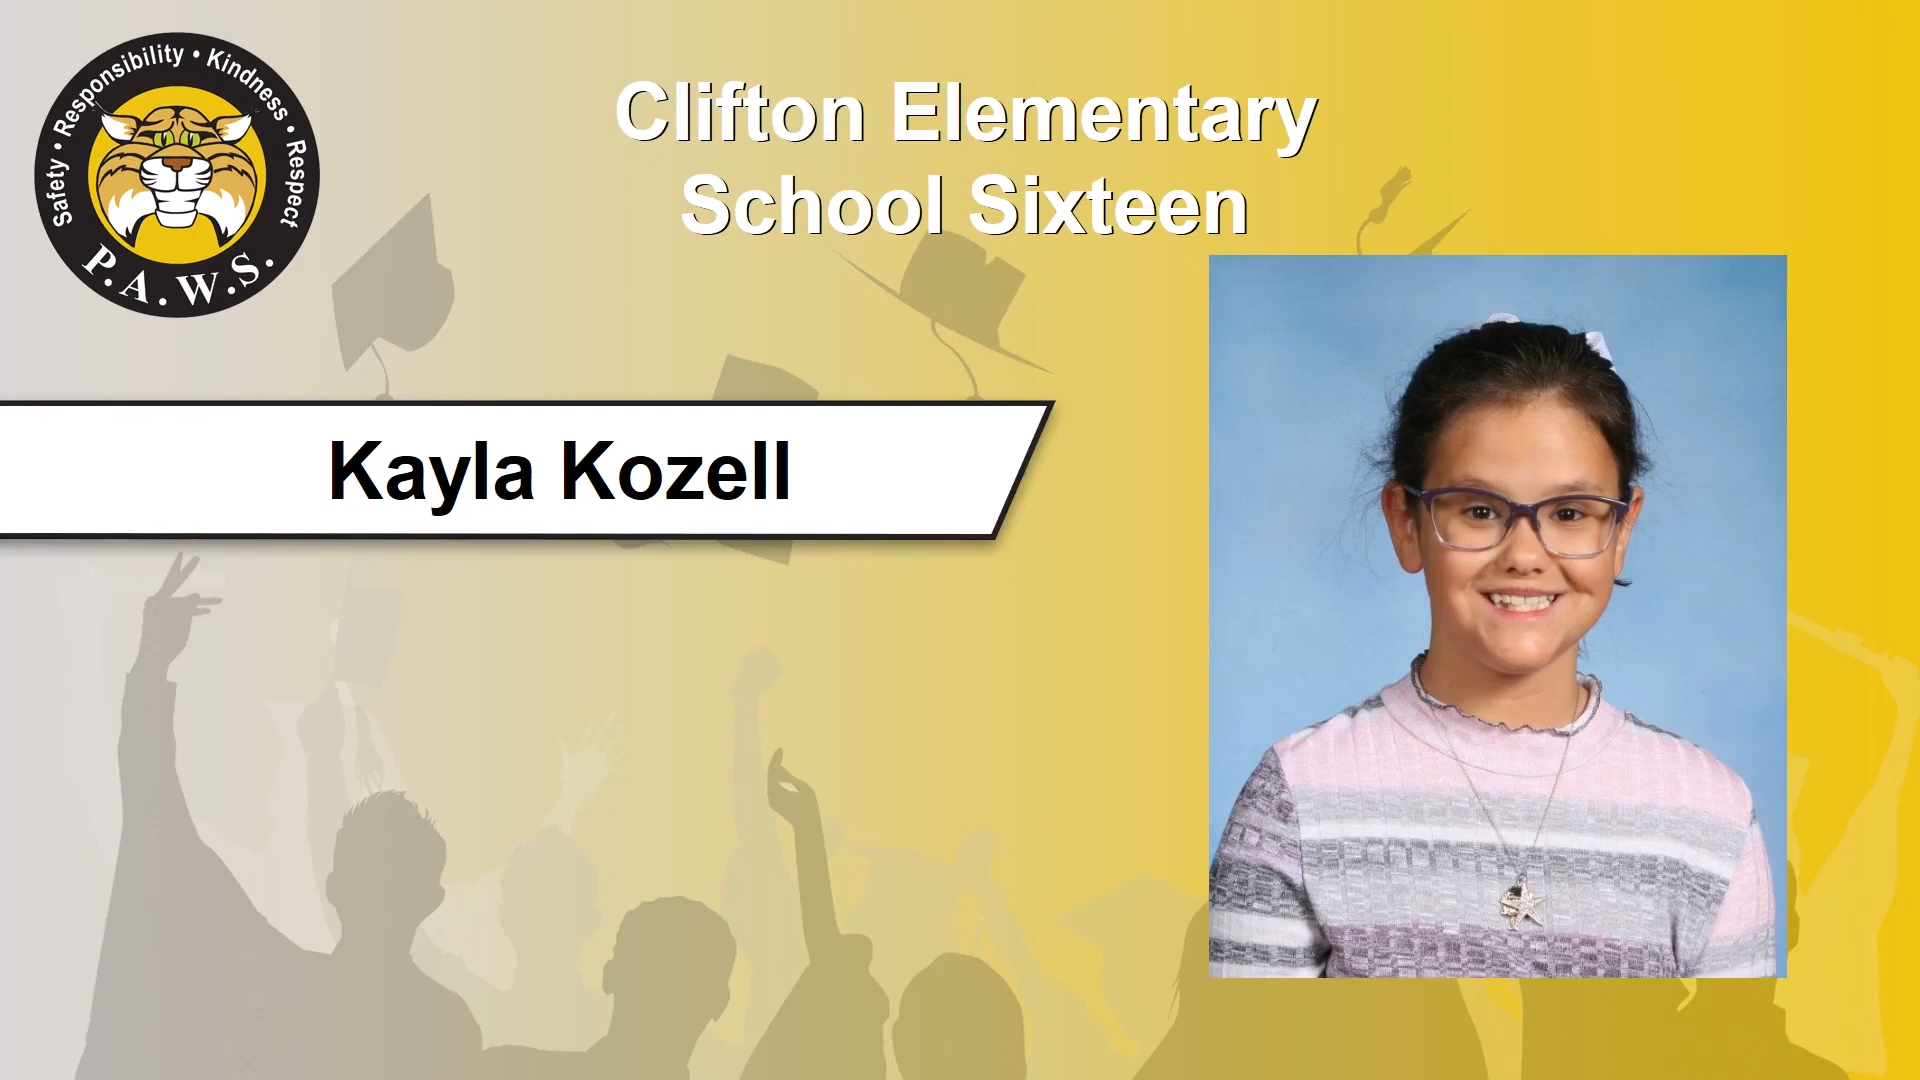 Safety • Responsibility • Kindness • Respect
P.A.W.S.
Clifton Elementary
School Sixteen
Kayla Kozell